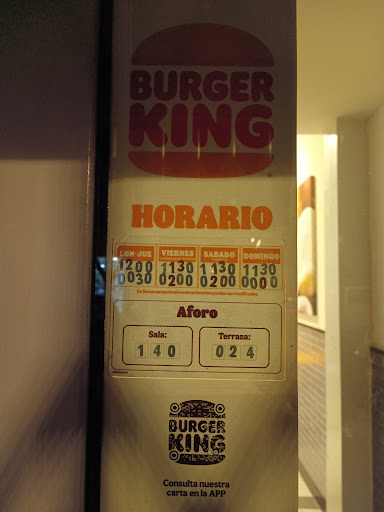 BURGER
KING
HORARIO
LUN-JUE VIERNES SABADO DOMINGO
1200 1130 1130 1130
0030 0200 0200 0000
Aforo
Sala: Terraza:
140 024
BURGER
KING
Consulta nuestra
carta en la APP